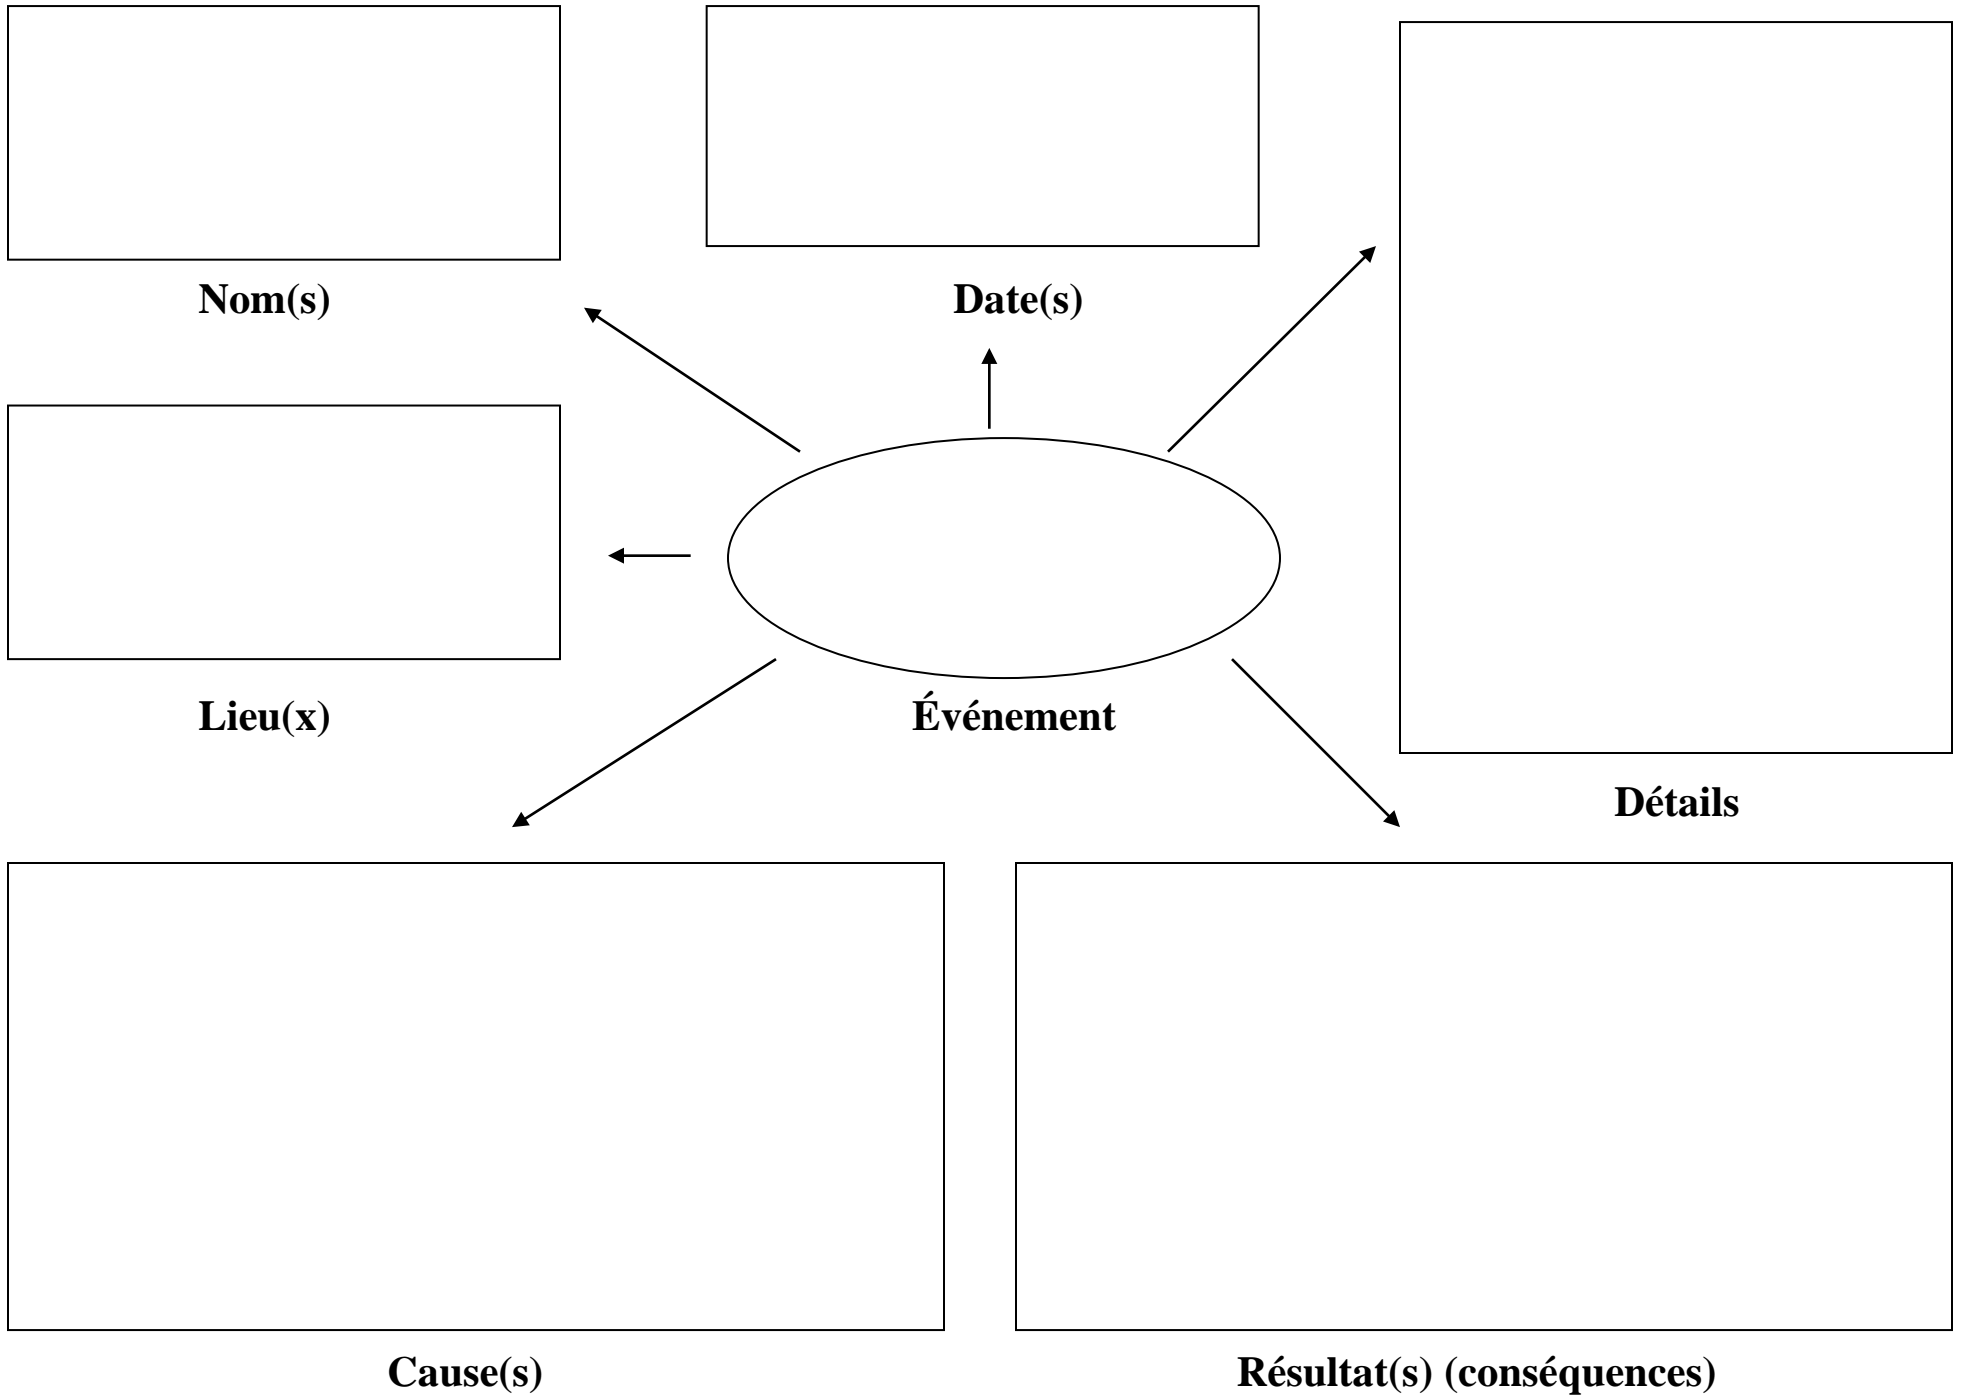 Nom(s)
Date(s)
Lieu(x)
Événement
Détails
Cause(s)
Résultat(s) (conséquences)